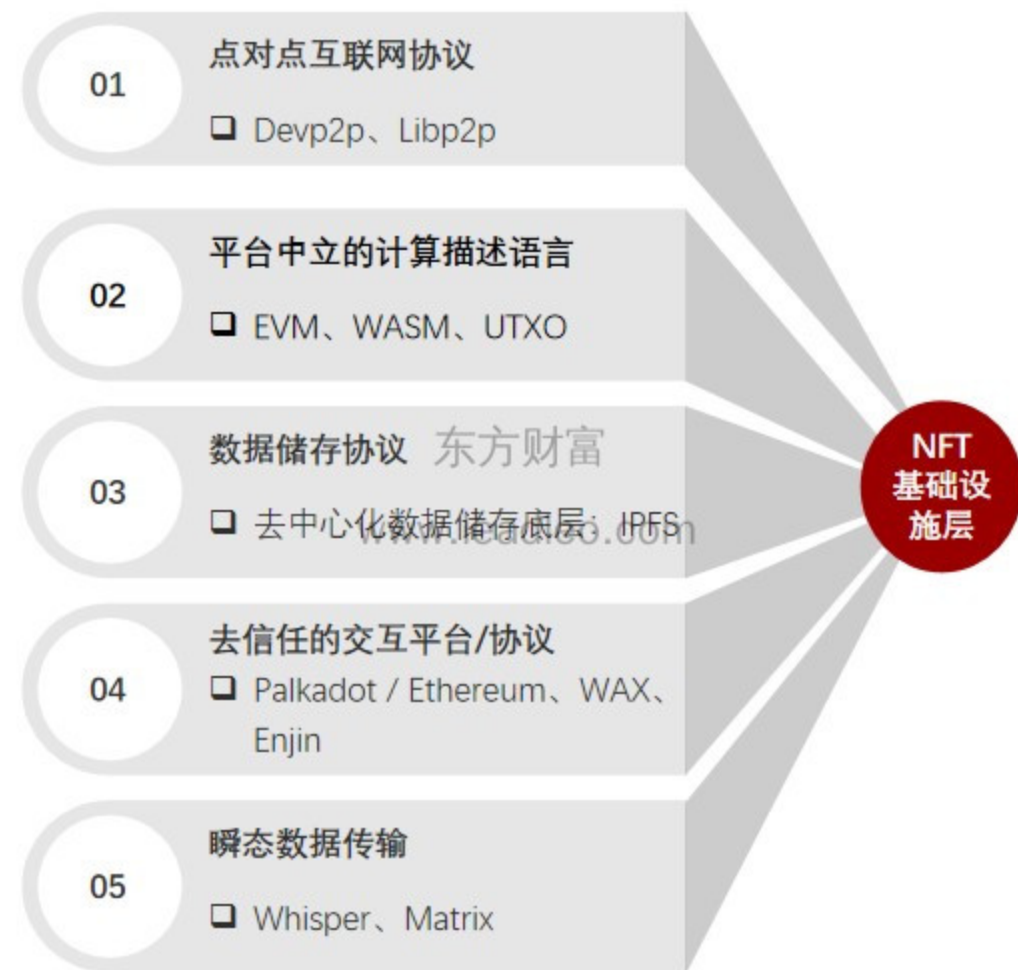 01
点对点互联网协议
❑ Devp2p、Libp2p
02
平台中立的计算描述语言
❑ EVM、WASM、UTXO
03
数据储存协议
东方财富
❑ 去中心化数据储存底层：IPFS
04
去信任的交互平台/协议
❑ Palkadot / Ethereum、WAX、
Enjin
05
瞬态数据传输
❑ Whisper、Matrix
NFT
基础设
施层